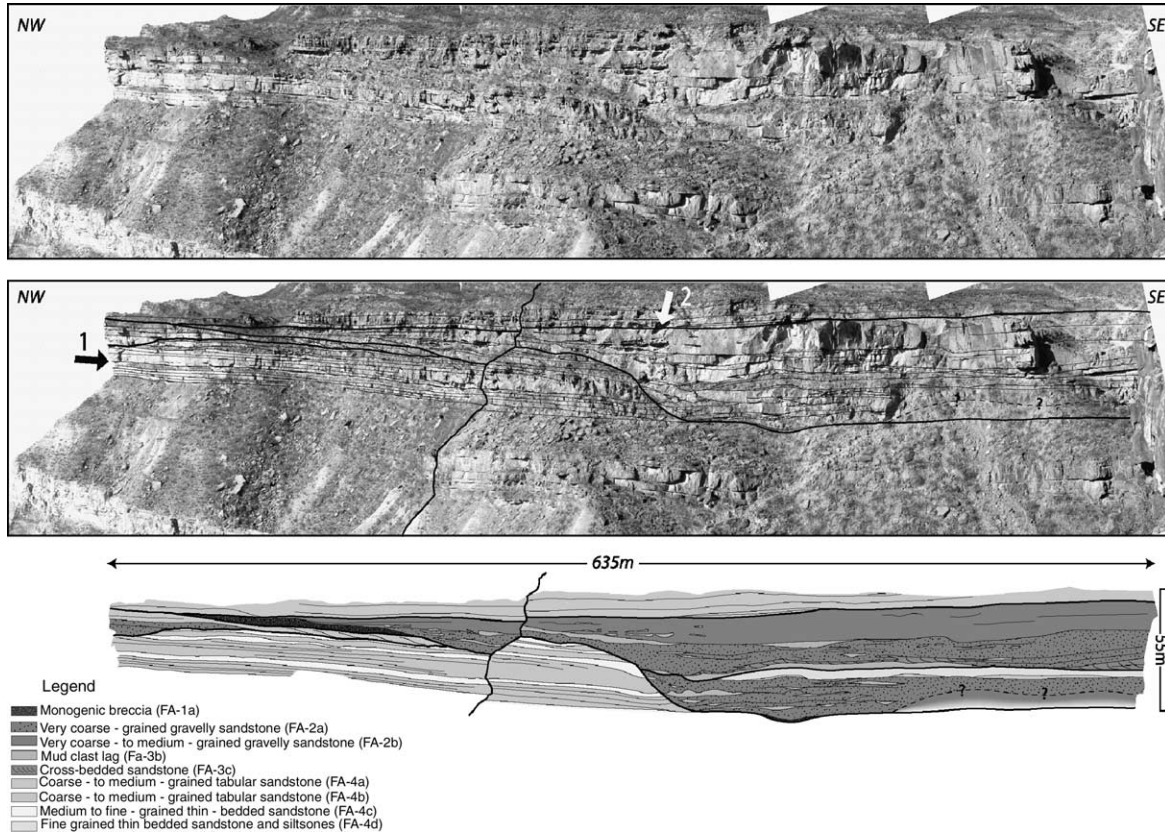 NW
SE
NW
2
SE
1
?
635m
55m
? ?
Legend
Monogenic breccia (FA-1a)
Very coarse - grained gravelly sandstone (FA-2a)
Very coarse - to medium - grained gravelly sandstone (FA-2b)
Mud clast lag (Fa-3b)
Cross-bedded sandstone (FA-3c)
Coarse - to medium - grained tabular sandstone (FA-4a)
Coarse - to medium - grained tabular sandstone (FA-4b)
Medium to fine - grained thin - bedded sandstone (FA-4c)
Fine grained thin bedded sandstone and siltsones (FA-4d)